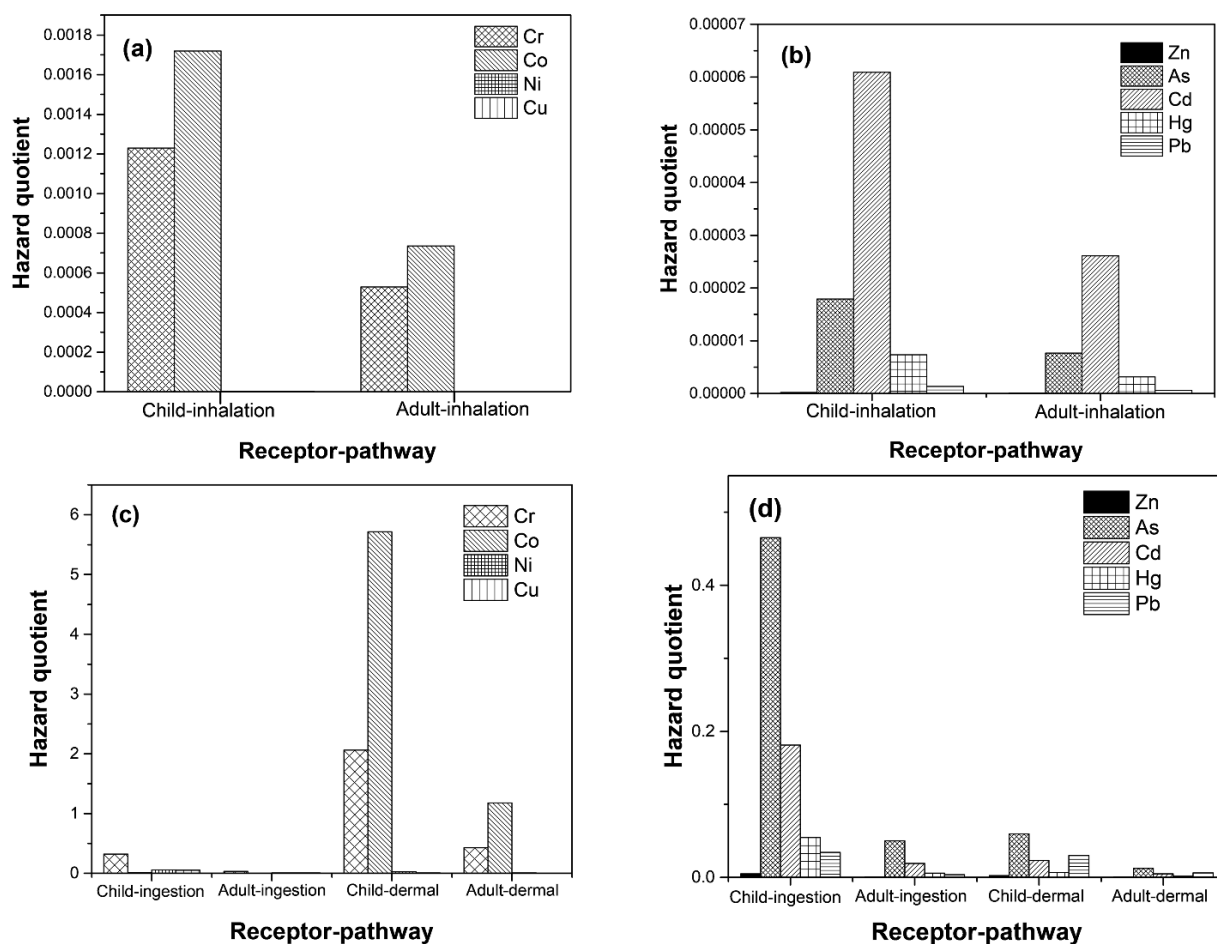 (a)
Cr
Co
Ni
Cu
0.0018
0.0016
0.0014
0.0012
0.0010
0.0008
0.0006
0.0004
0.0002
0.0000
Hazard quotient
Child-inhalation Adult-inhalation
Receptor-pathway
(b)
Zn
As
Cd
Hg
Pb
0.00007
0.00006
0.00005
0.00004
0.00003
0.00002
0.00001
0.00000
Hazard quotient
Child-inhalation Adult-inhalation
Receptor-pathway
(c)
Cr
Co
Ni
Cu
6
5
4
3
2
1
0
Hazard quotient
Child-ingestion Adult-ingestion Child-dermal Adult-dermal
Receptor-pathway
(d)
Zn
As
Cd
Hg
Pb
0.4
0.2
0.0
Hazard quotient
Child-ingestion Adult-ingestion Child-dermal Adult-dermal
Receptor-pathway